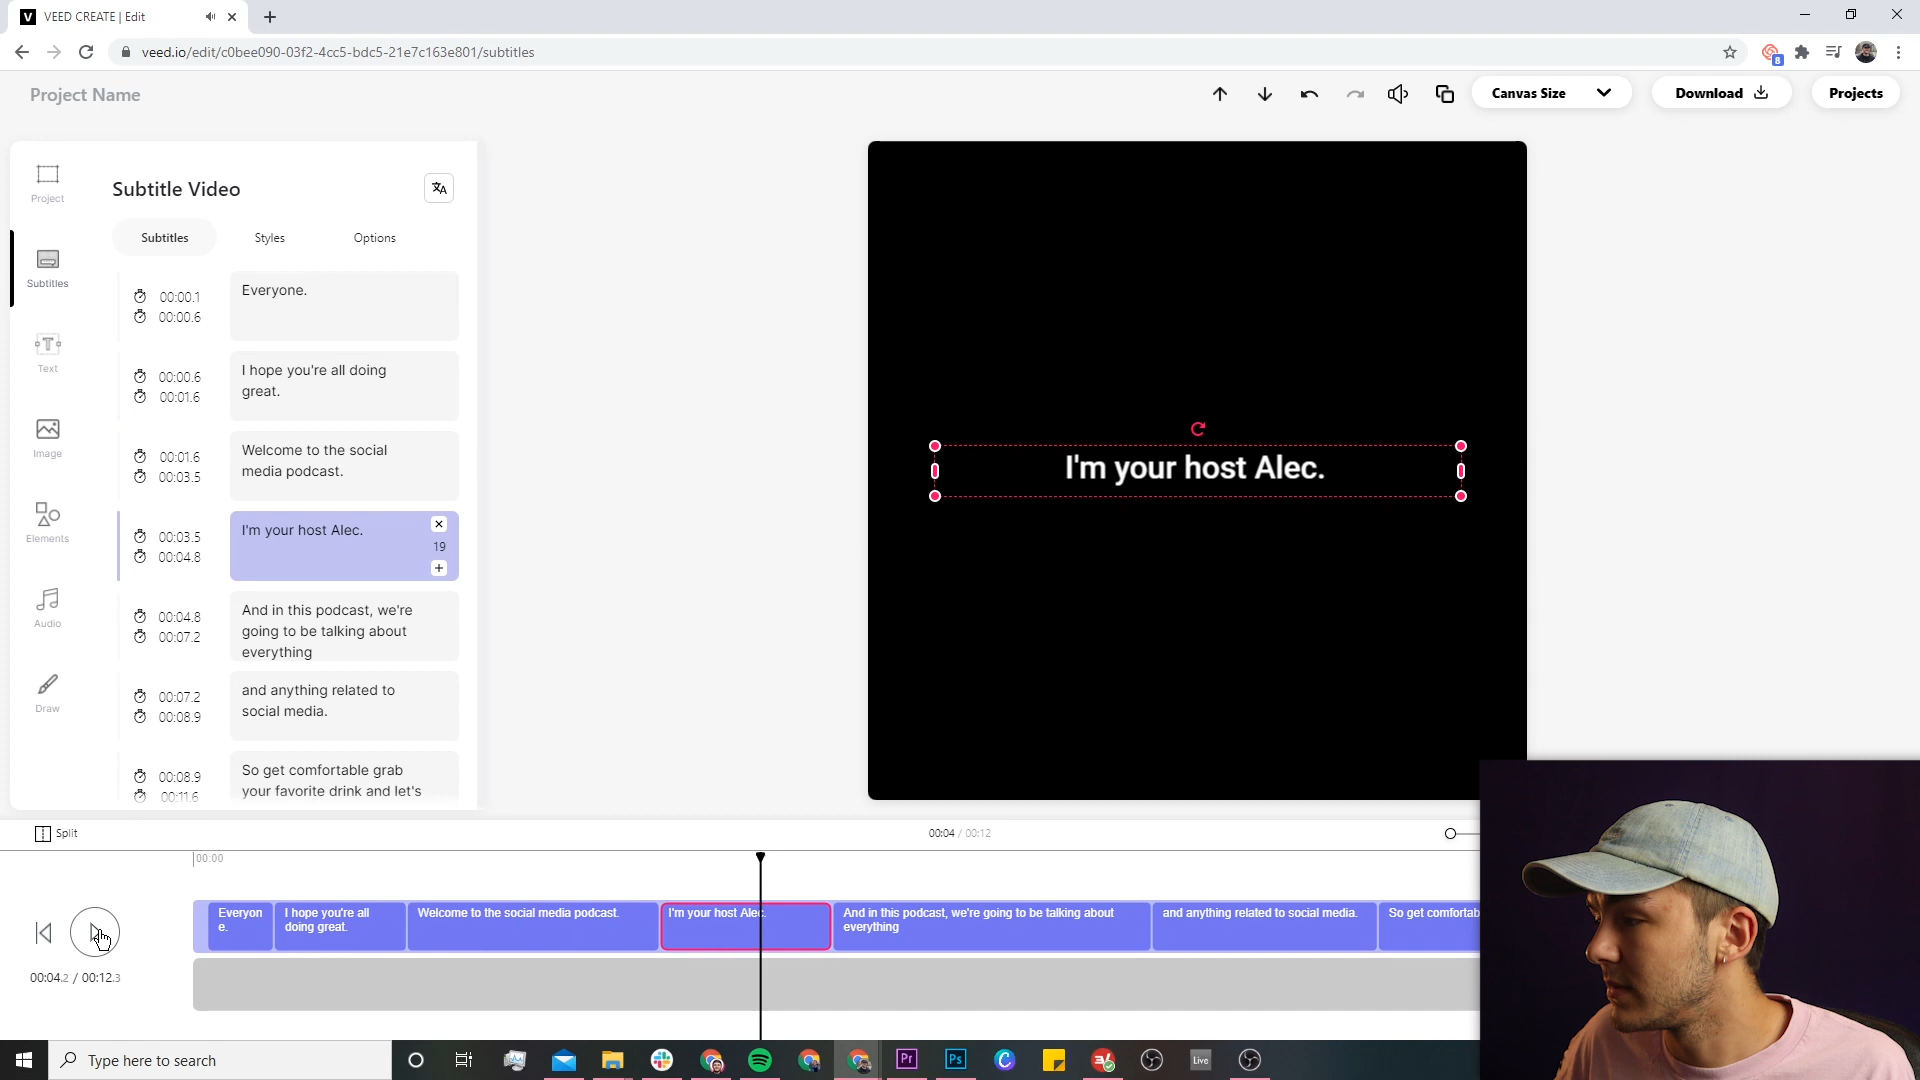 VEED CREATE | Edit
veed.io/edit/c0bee090-03f2-4cc5-bdc5-21e7c163e801/subtitles
8
Project Name
Canvas Size
Download
Projects
Project
Subtitles
Text
Image
Elements
Audio
Draw
Subtitle Video
Subtitles
Styles
Options
00:00.1
00:00.6
Everyone.
00:00.6
00:01.6
I hope you're all doing
great.
00:01.6
00:03.5
Welcome to the social
media podcast.
00:03.5
00:04.8
I'm your host Alec.
19
00:04.8
00:07.2
And in this podcast, we're
going to be talking about
everything
00:07.2
00:08.9
and anything related to
social media.
00:08.9
00:11.6
So get comfortable grab
your favorite drink and let's
I'm your host Alec.
Split
00:04 / 00:12
00:00
Everyon
e.
I hope you're all
doing great.
Welcome to the social media podcast.
I'm your host Alec.
And in this podcast, we're going to be talking about
everything
and anything related to social media.
So get comfortab
00:04.2 / 00:12.3
Type here to search
Pr
Ps
Live